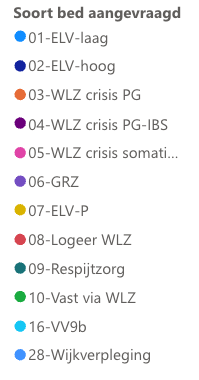 Soort bed aangevraagd
01-ELV-laag
02-ELV-hoog
03-WLZ crisis PG
04-WLZ crisis PG-IBS
05-WLZ crisis somati...
06-GRZ
07-ELV-P
08-Logeer WLZ
09-Respijtzorg
10-Vast via WLZ
16-VV9b
28-Wijkverpleging